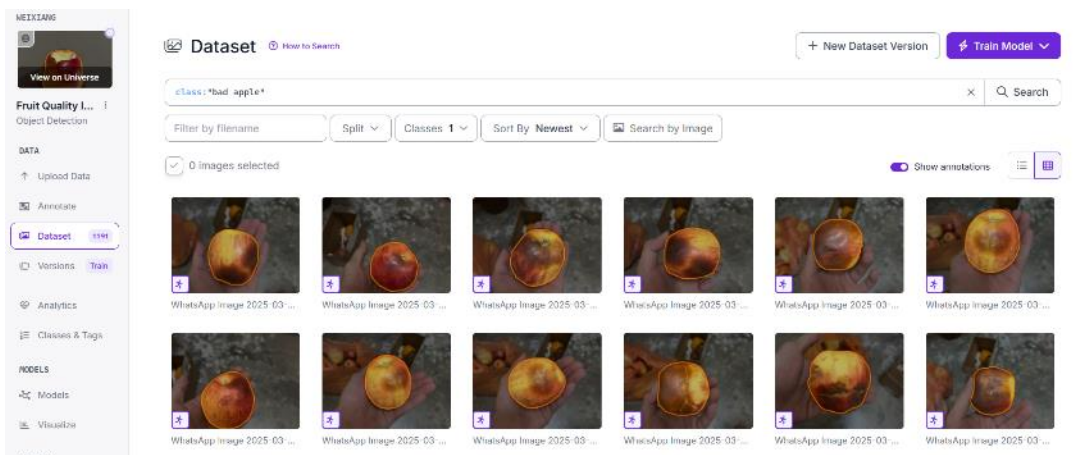 WEIXIANG
View on Universe
Fruit Quality I...
Object Detection
DATA
Upload Data
Annotate
Dataset 1191
Versions Train
Analytics
Classes & Tags
MODELS
Models
Visualize
Dataset How to Search
+ New Dataset Version
Train Model
class:"bad apple"
× Search
Filter by filename
Split
Classes 1
Sort By Newest
Search by Image
0 images selected
Show annotations
WhatsApp Image 2025-03-...
WhatsApp Image 2025-03-...
WhatsApp Image 2025-03-...
WhatsApp Image 2025-03-...
WhatsApp Image 2025-03-...
WhatsApp Image 2025-03-...
WhatsApp Image 2025-03-...
WhatsApp Image 2025-03-...
WhatsApp Image 2025-03-...
WhatsApp Image 2025-03-...
WhatsApp Image 2025-03-...
WhatsApp Image 2025-03-...